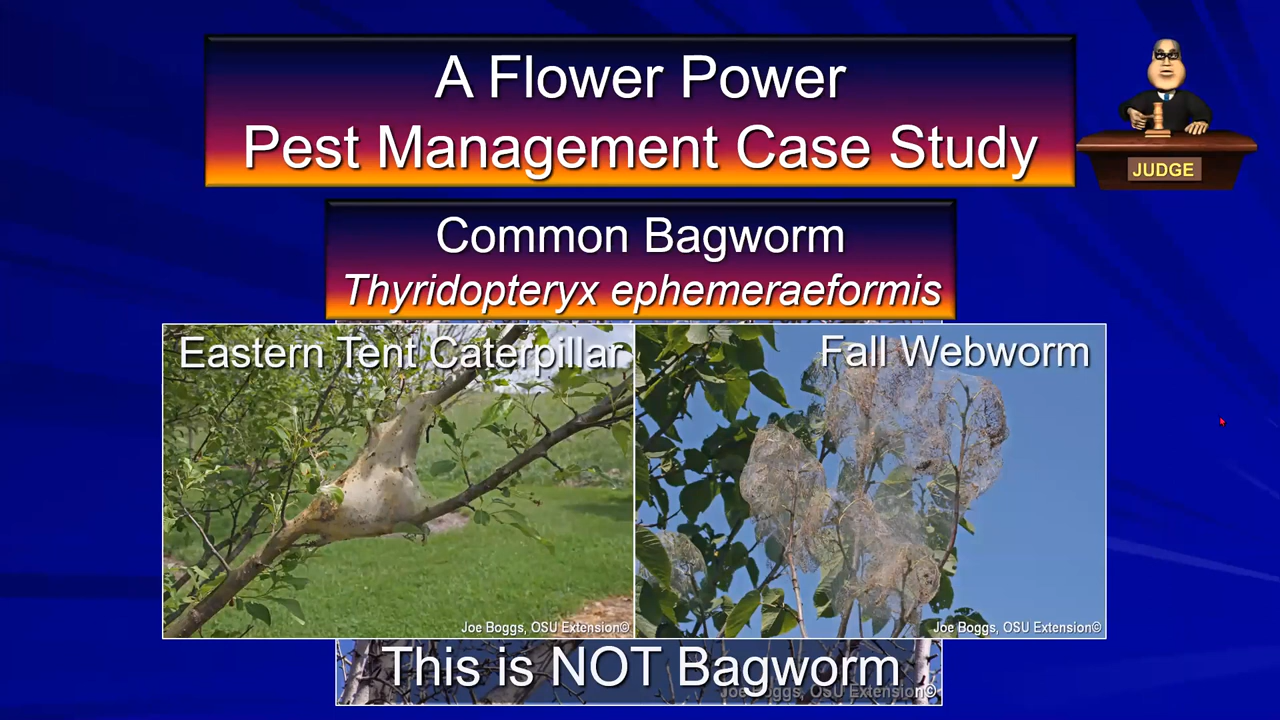 A Flower Power
Pest Management Case Study
JUDGE
Common Bagworm
Thyridopteryx ephemeraeformis
Eastern Tent Caterpillar
Fall Webworm
Joe Boggs, OSU Extension©
Joe Boggs, OSU Extension©
This is NOT Bagworm
Joe Boggs, OSU Extension©